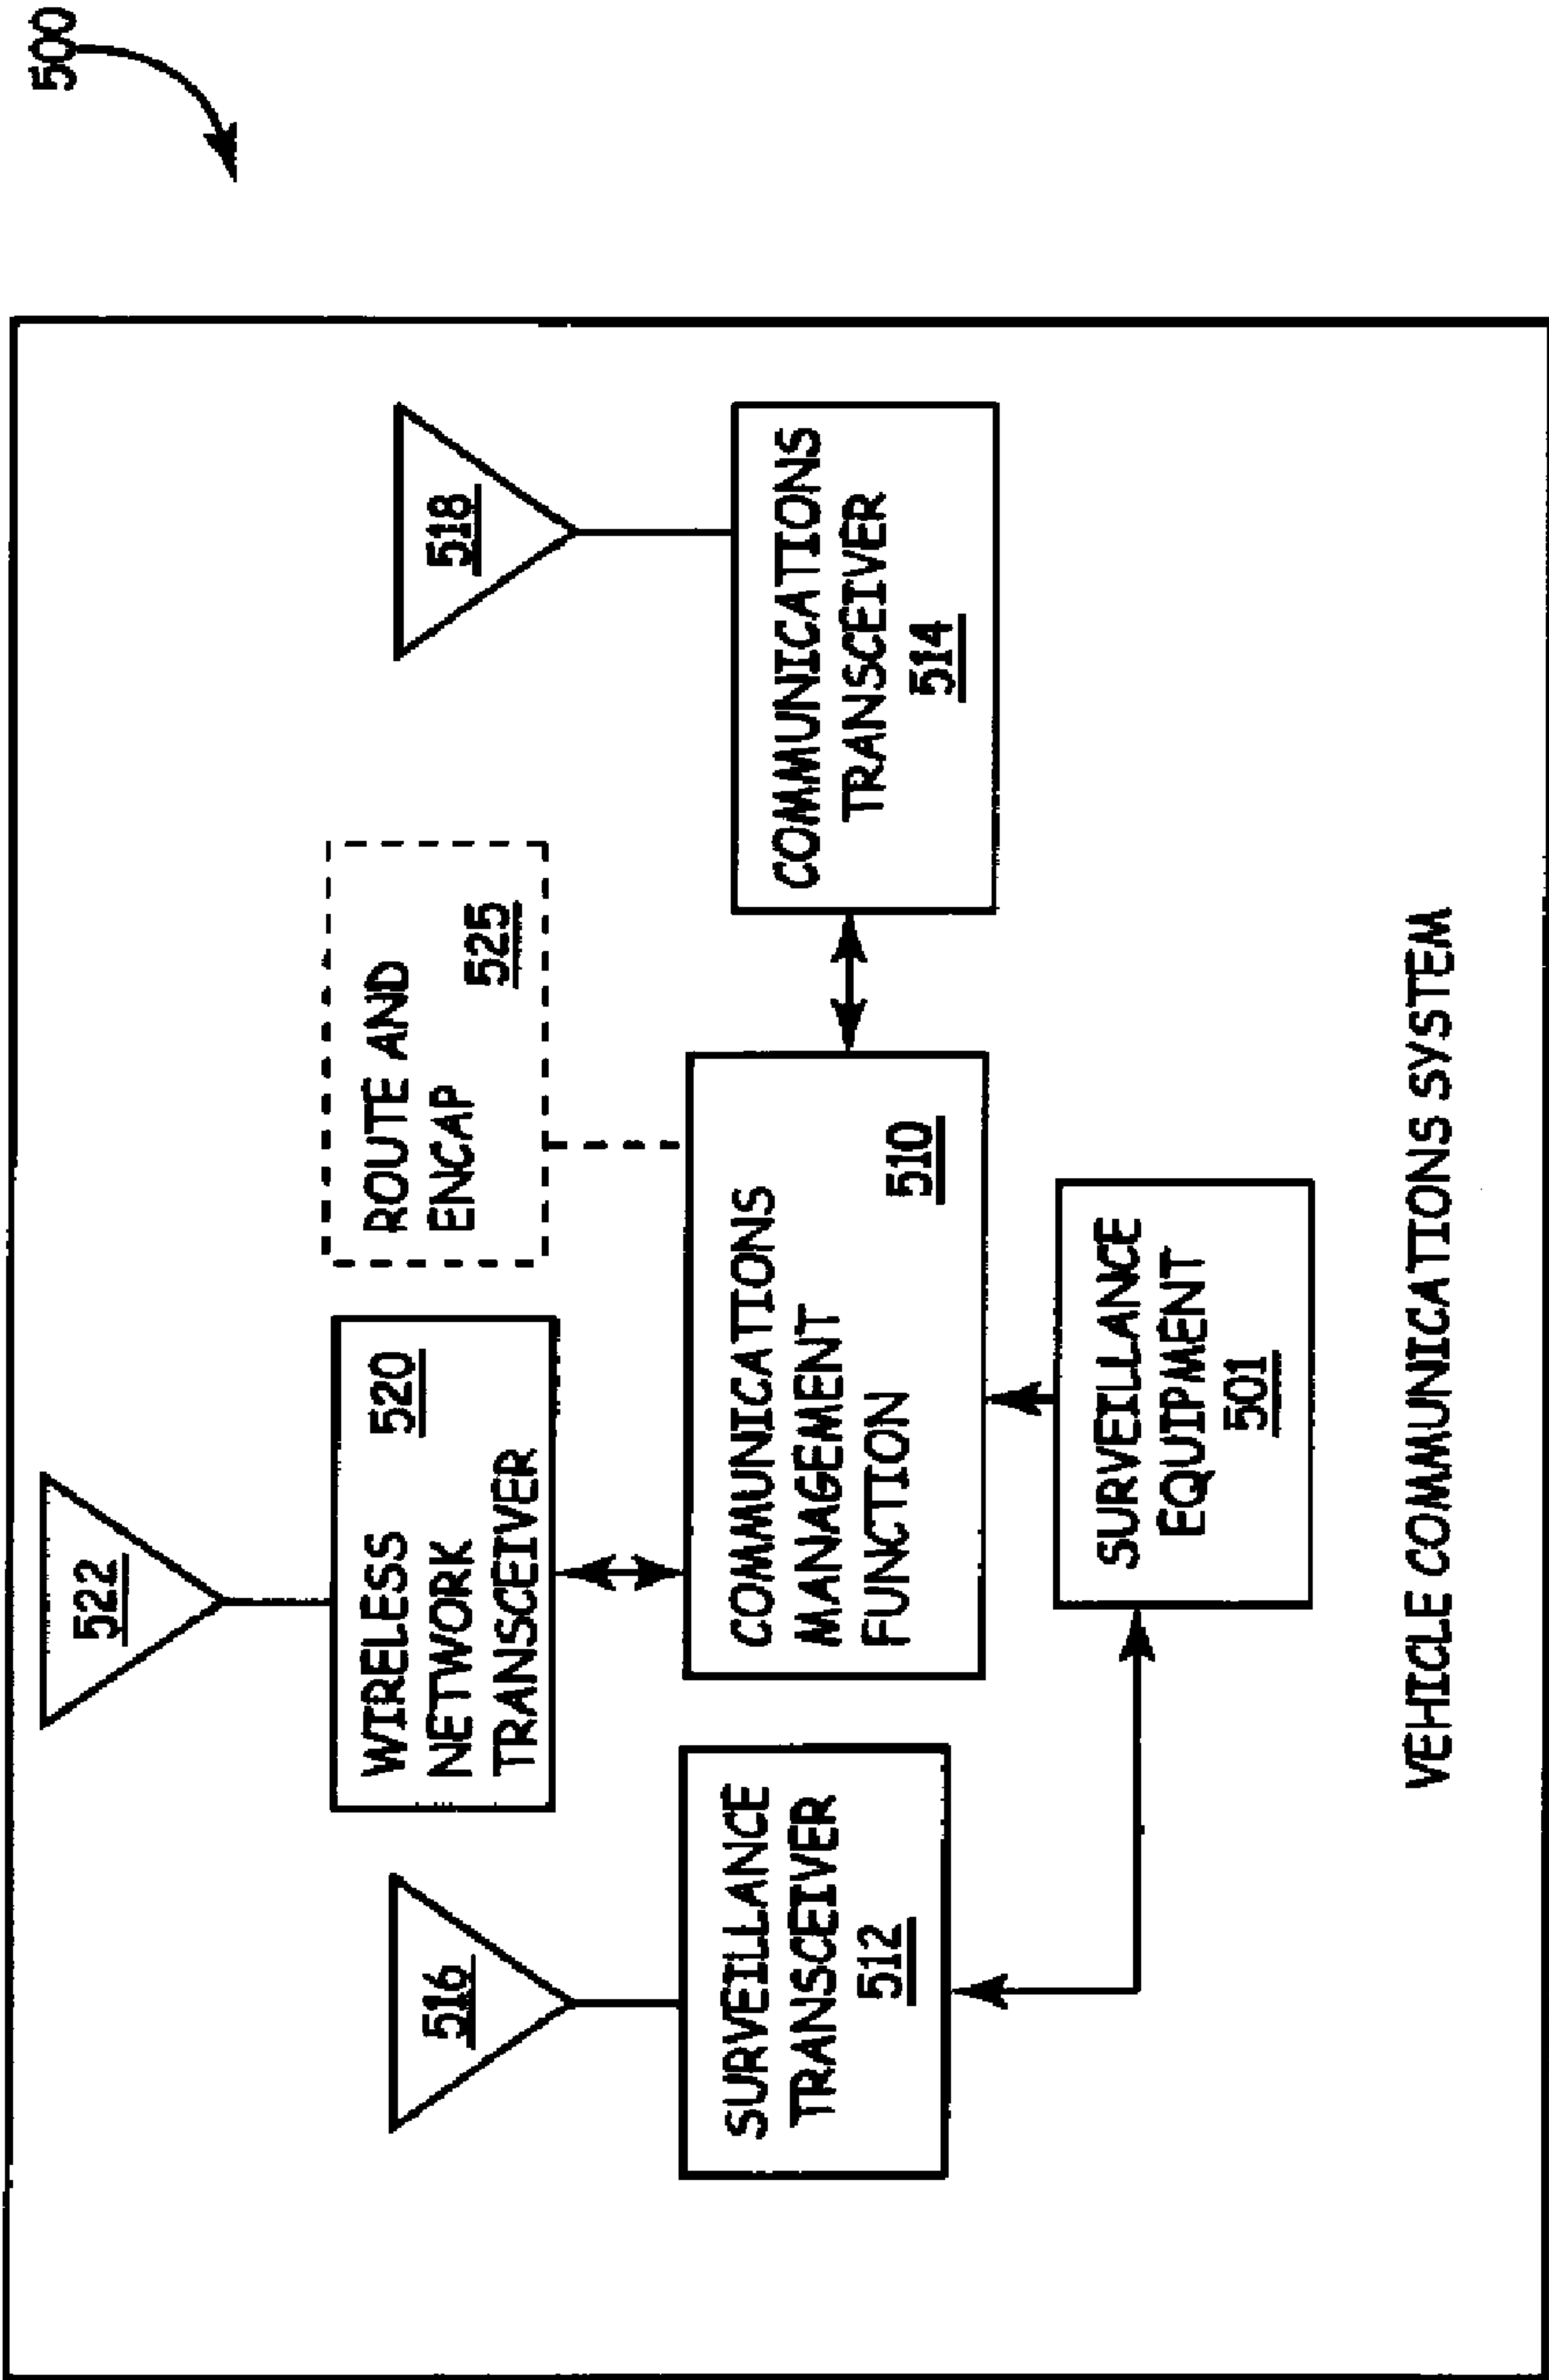 500
522
516
518
WIRELESS
NETWORK
TRANSCEIVER
520
ROUTE AND
ENCAP
525
SURVEILLANCE
TRANSCEIVER
512
COMMUNICATIONS
MANAGEMENT
FUNCTION
510
COMMUNICATIONS
TRANSCEIVER
514
SURVEILLANCE
EQUIPMENT
501
VEHICLE COMMUNICATIONS SYSTEM